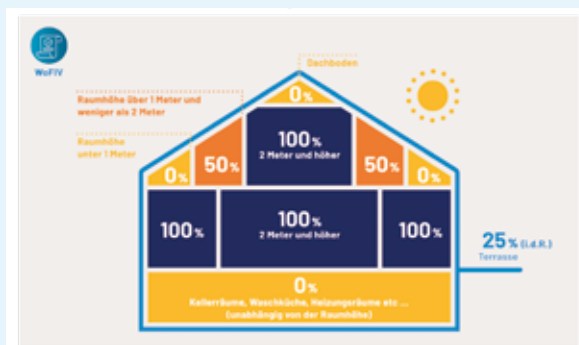 WoFIV
Dachboden
Raumhöhe über 1 Meter und
weniger als 2 Meter
Raumhöhe
unter 1 Meter
0%
100%
2 Meter und höher
0%
50%
50%
0%
100%
100%
2 Meter und höher
100%
25% (i.d.R.)
Terrasse
0%
Kellerräume, Waschküche, Heizungsräume etc ...
(unabhängig von der Raumhöhe)